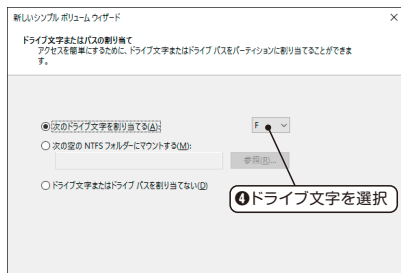 新しいシンプル ボリューム ウィザード
ドライブ文字またはパスの割り当て
アクセスを簡単にするために、ドライブ文字またはドライブ パスをパーティションに割り当てることができま
す。
次のドライブ文字を割り当てる(A):
F
次の空の NTFS フォルダーにマウントする(M):
参照(R)...
ドライブ文字またはドライブ パスを割り当てない(D)
❹ドライブ文字を選択